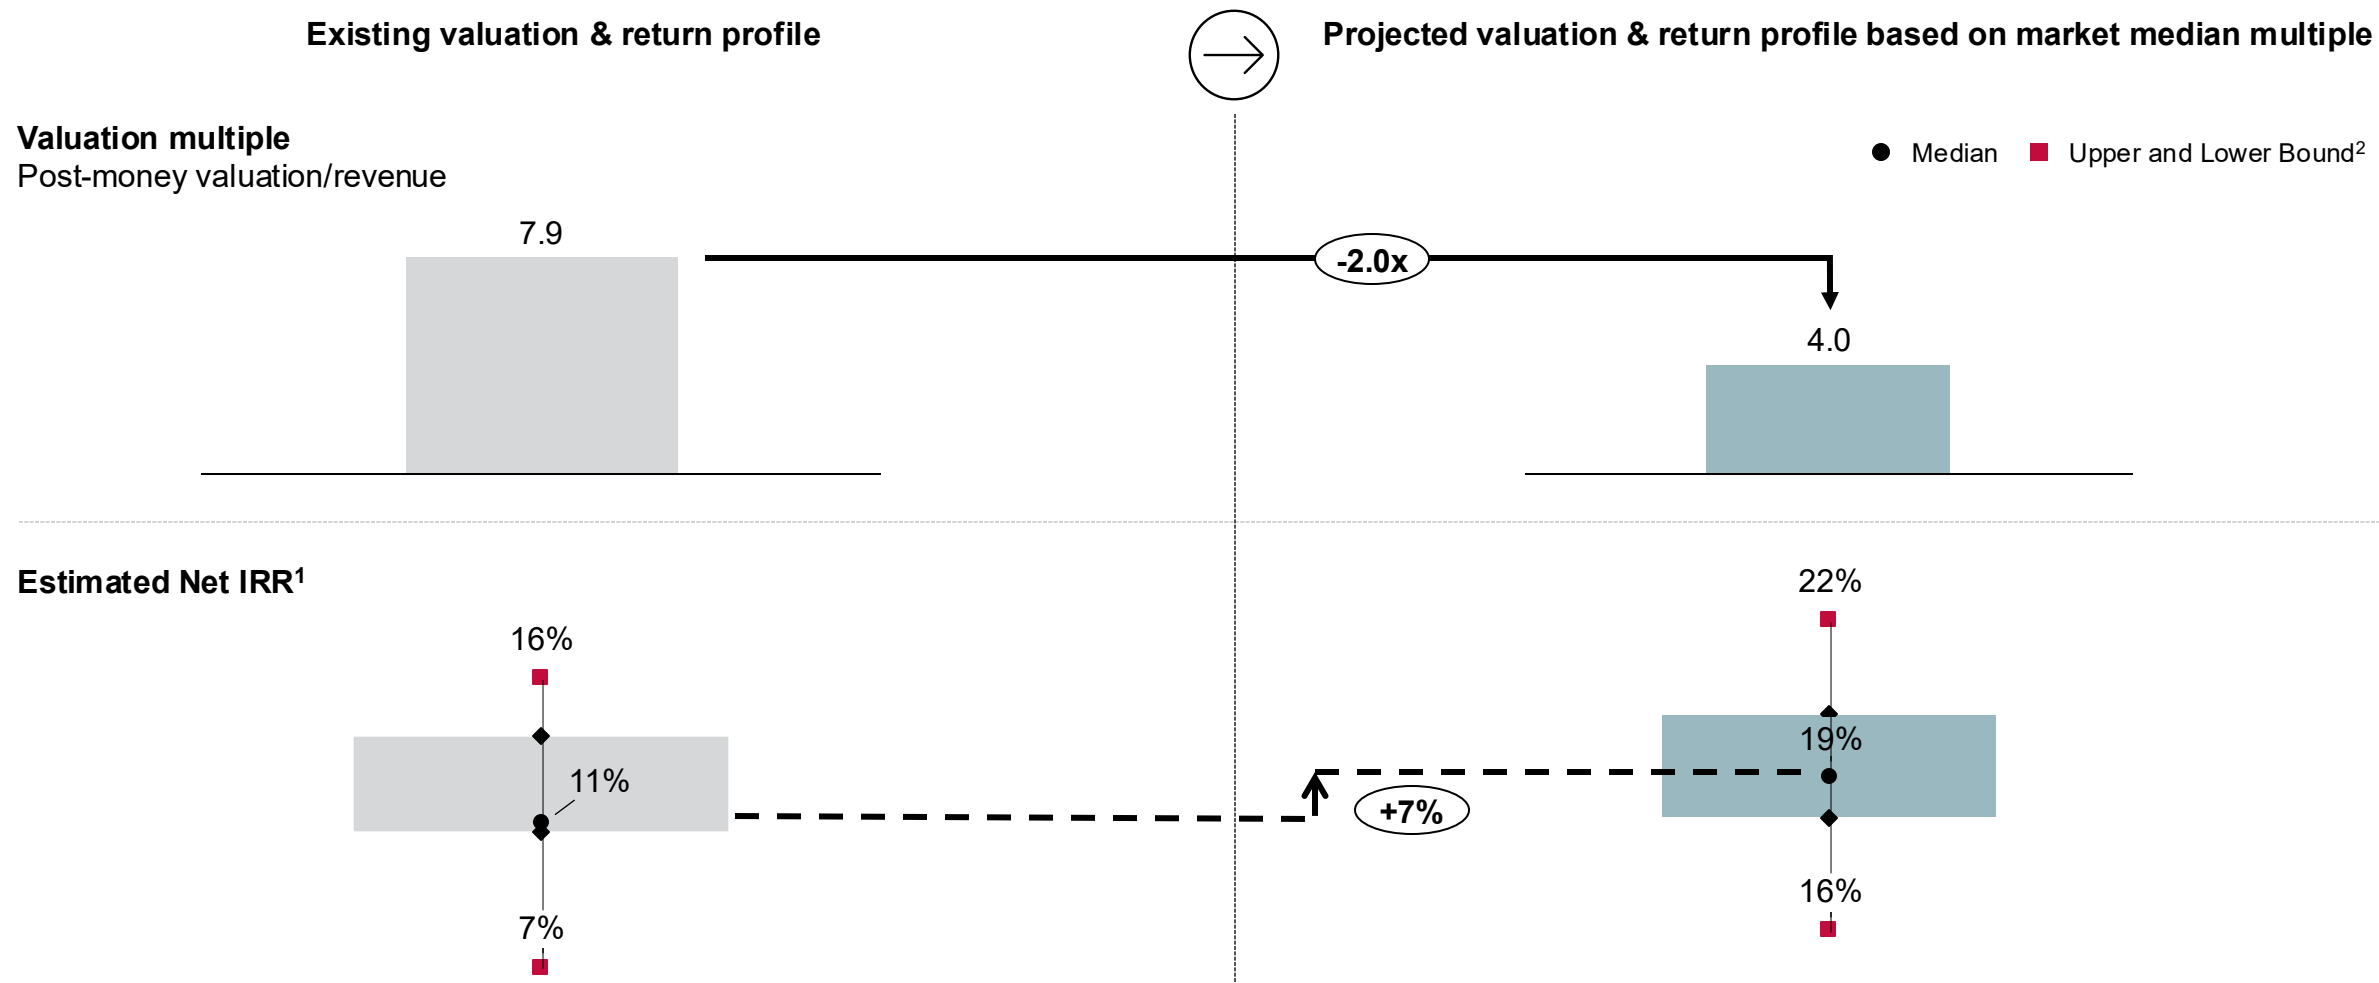 Existing valuation & return profile
Projected valuation & return profile based on market median multiple
Valuation multiple
Post-money valuation/revenue
Median
Upper and Lower Bound²
7.9
-2.0x
4.0
Estimated Net IRR¹
16%
11%
7%
+7%
22%
19%
16%